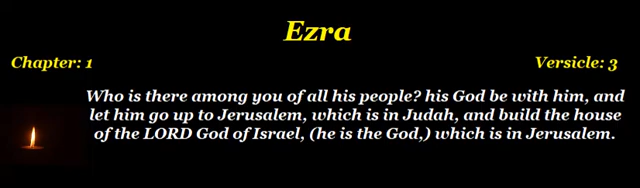 Ezra
Chapter: 1 Versicle: 3
Who is there among you of all his people? his God be with him, and
let him go up to Jerusalem, which is in Judah, and build the house
of the LORD God of Israel, (he is the God,) which is in Jerusalem.